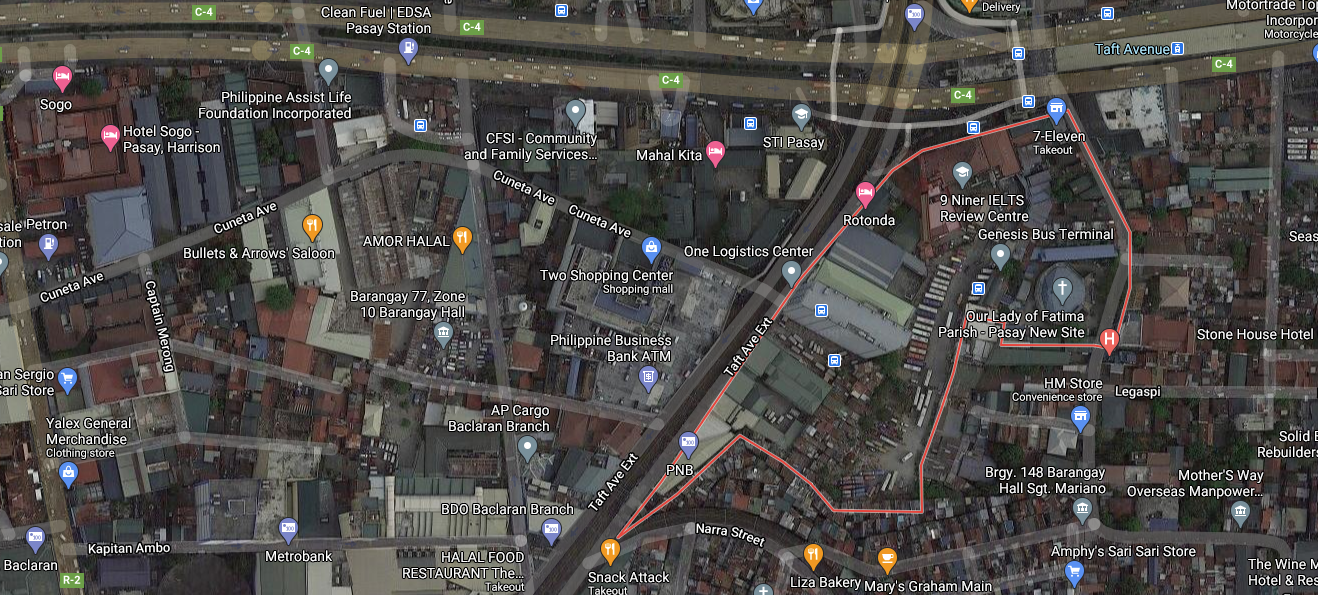 C-4
Clean Fuel | EDSA
Pasay Station
C-4
Delivery
Motortrade To
Incorpor
Motorcycle
Taft Avenue
C-4
C-4
C-4
C-4
Sogo
Philippine Assist Life
Foundation Incorporated
Hotel Sogo -
Pasay, Harrison
CFSI - Community
and Family Services...
Mahal Kita
STI Pasay
7-Eleven
Takeout
Cuneta Ave
Cuneta Ave
Cuneta Ave
Cuneta Ave
Rotonda
9 Niner IELTS
Review Centre
Genesis Bus Terminal
Seas
sale
tion
Petron
Bullets & Arrows' Saloon
AMOR HALAL
One Logistics Center
Two Shopping Center
Shopping mall
Captain Merong
Barangay 77, Zone
10 Barangay Hall
Our Lady of Fatima
Parish - Pasay New Site
H
Stone House Hotel
Philippine Business
Bank ATM
Taft Ave Ext
an Sergio
Sari Store
HM Store
Convenience store
Legaspi
AP Cargo
Baclaran Branch
Yalex General
Merchandise
Clothing store
PNB
Solid
Rebuilders
Taft Ave Ext
Brgy. 148 Barangay
Hall Sgt. Mariano
Mother'S Way
Overseas Manpower...
BDO Baclaran Branch
Narra Street
Kapitan Ambo
Metrobank
Baclaran
HALAL FOOD
RESTAURANT The...
Takeout
Snack Attack
Takeout
Liza Bakery
Mary's Graham Main
Amphy's Sari Sari Store
The Wine M
Hotel & Res
R-2